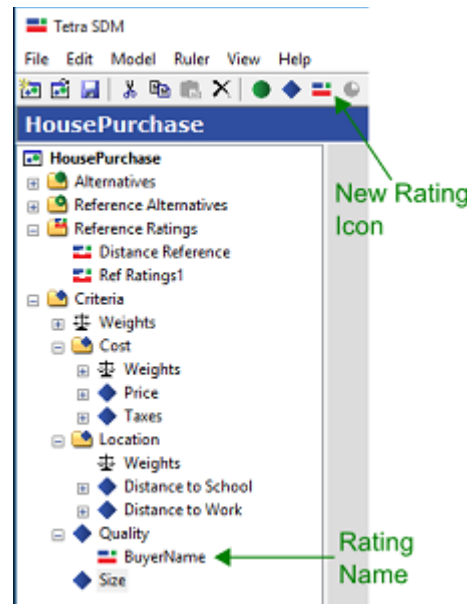 Tetra SDM
File Edit Model Ruler View Help
HousePurchase
HousePurchase
Alternatives
Reference Alternatives
Reference Ratings
Distance Reference
Ref Ratings1
Criteria
Weights
Cost
Weights
Price
Taxes
Location
Weights
Distance to School
Distance to Work
Quality
BuyerName
Size
New Rating
Icon
Rating
Name